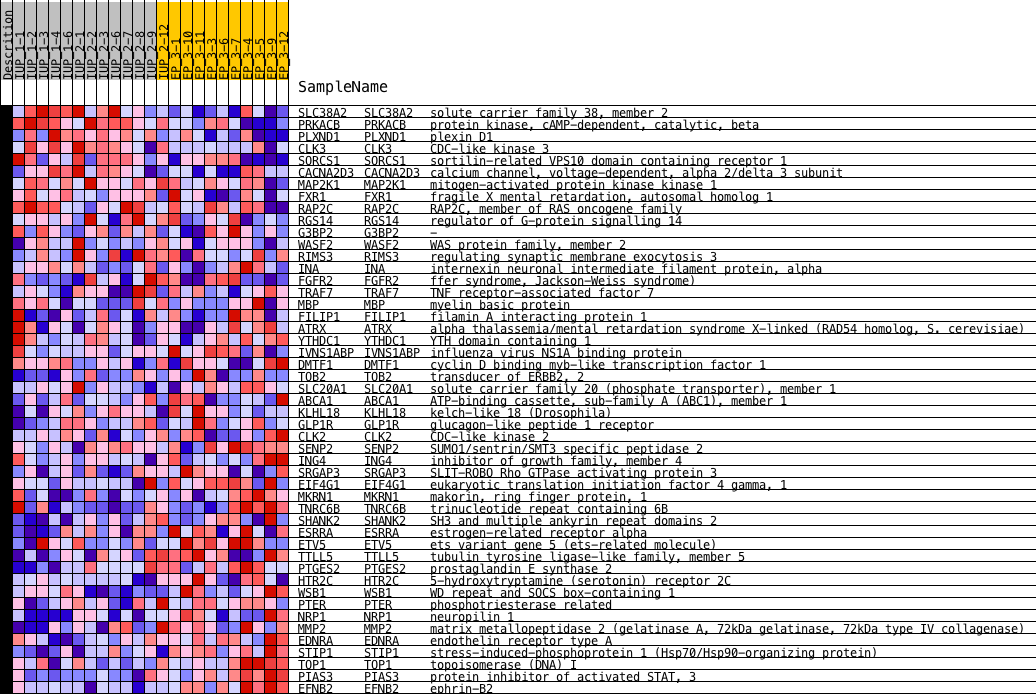 Descrition
IUP_1-1
IUP_1-2
IUP_1-3
IUP_1-4
IUP_1-6
IUP_2-1
IUP_2-2
IUP_2-3
IUP_2-6
IUP_2-7
IUP_2-8
IUP_2-9
IUP_2-12
EP_3-1
EP_3-10
EP_3-11
EP_3-3
EP_3-6
EP_3-7
EP_3-4
EP_3-5
EP_3-9
EP_3-12
SampleName
SLC38A2 SLC38A2 solute carrier family 38, member 2
PRKACB PRKACB protein kinase, cAMP-dependent, catalytic, beta
PLXND1 PLXND1 plexin D1
CLK3 CLK3 CDC-like kinase 3
SORCS1 SORCS1 sortilin-related VPS10 domain containing receptor 1
CACNA2D3 CACNA2D3 calcium channel, voltage-dependent, alpha 2/delta 3 subunit
MAP2K1 MAP2K1 mitogen-activated protein kinase kinase 1
FXR1 FXR1 fragile X mental retardation, autosomal homolog 1
RAP2C RAP2C RAP2C, member of RAS oncogene family
RGS14 RGS14 regulator of G-protein signalling 14
G3BP2 G3BP2 -
WASF2 WASF2 WAS protein family, member 2
RIMS3 RIMS3 regulating synaptic membrane exocytosis 3
INA INA internexin neuronal intermediate filament protein, alpha
FGFR2 FGFR2 ffer syndrome, Jackson-Weiss syndrome)
TRAF7 TRAF7 TNF receptor-associated factor 7
MBP MBP myelin basic protein
FILIP1 FILIP1 filamin A interacting protein 1
ATRX ATRX alpha thalassemia/mental retardation syndrome X-linked (RAD54 homolog, S. cerevisiae)
YTHDC1 YTHDC1 YTH domain containing 1
IVNS1ABP IVNS1ABP influenza virus NS1A binding protein
DMTF1 DMTF1 cyclin D binding myb-like transcription factor 1
TOB2 TOB2 transducer of ERBB2, 2
SLC20A1 SLC20A1 solute carrier family 20 (phosphate transporter), member 1
ABCA1 ABCA1 ATP-binding cassette, sub-family A (ABC1), member 1
KLHL18 KLHL18 kelch-like 18 (Drosophila)
GLP1R GLP1R glucagon-like peptide 1 receptor
CLK2 CLK2 CDC-like kinase 2
SENP2 SENP2 SUMO1/sentrin/SMT3 specific peptidase 2
ING4 ING4 inhibitor of growth family, member 4
SRGAP3 SRGAP3 SLIT-ROBO Rho GTPase activating protein 3
EIF4G1 EIF4G1 eukaryotic translation initiation factor 4 gamma, 1
MKRN1 MKRN1 makorin, ring finger protein, 1
TNRC6B TNRC6B trinucleotide repeat containing 6B
SHANK2 SHANK2 SH3 and multiple ankyrin repeat domains 2
ESRRA ESRRA estrogen-related receptor alpha
ETV5 ETV5 ets variant gene 5 (ets-related molecule)
TTLL5 TTLL5 tubulin tyrosine ligase-like family, member 5
PTGES2 PTGES2 prostaglandin E synthase 2
HTR2C HTR2C 5-hydroxytryptamine (serotonin) receptor 2C
WSB1 WSB1 WD repeat and SOCS box-containing 1
PTER PTER phosphotriesterase related
NRP1 NRP1 neuropilin 1
MMP2 MMP2 matrix metallopeptidase 2 (gelatinase A, 72kDa gelatinase, 72kDa type IV collagenase)
EDNRA EDNRA endothelin receptor type A
STIP1 STIP1 stress-induced-phosphoprotein 1 (Hsp70/Hsp90-organizing protein)
TOP1 TOP1 topoisomerase (DNA) I
PIAS3 PIAS3 protein inhibitor of activated STAT, 3
EFNB2 EFNB2 ephrin-B2